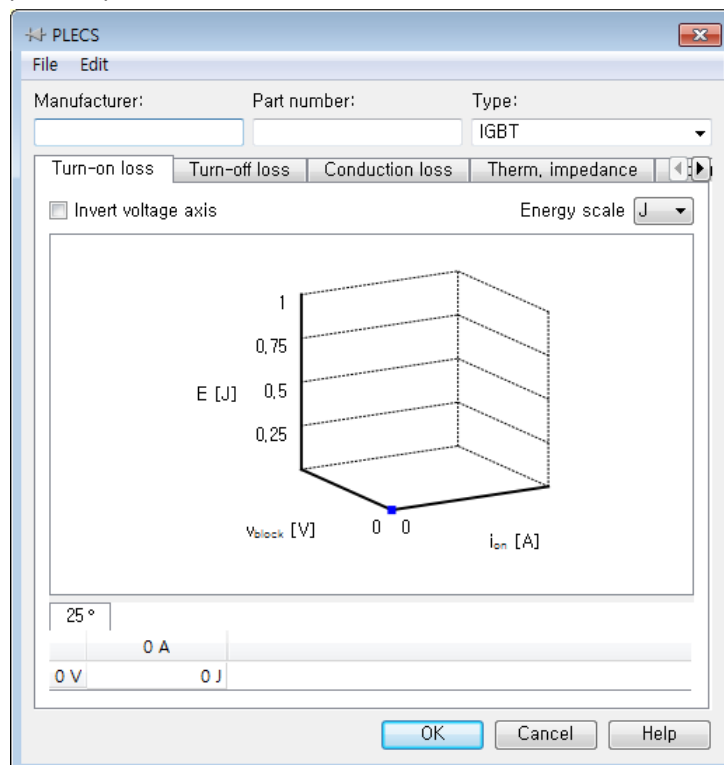 PLECS
File Edit
Manufacturer: Part number: Type:
IGBT
Turn-on loss Turn-off loss Conduction loss Therm, impedance
Invert voltage axis Energy scale J
1
0,75
E [J] 0,5
0,25
Vblock [V] 0 0 ion [A]
25 °
0 A
0 V 0 J
OK Cancel Help